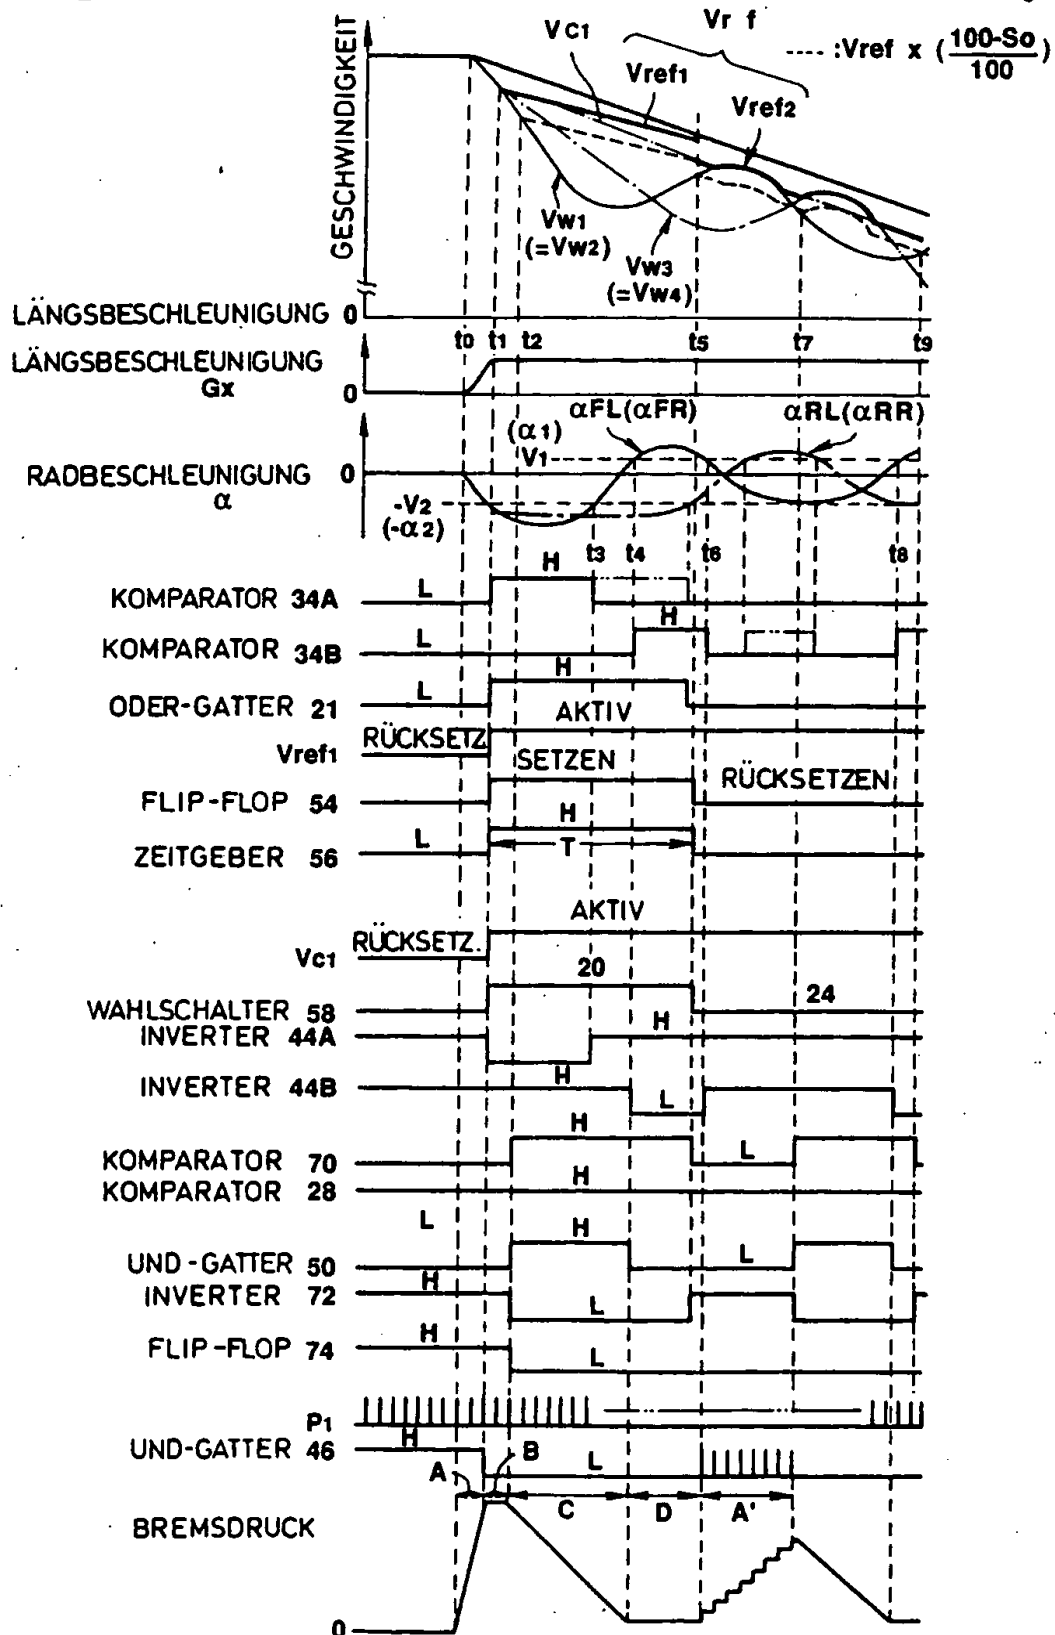 Vr f
VC1
---- :Vref x (100-So/100)
Vref1
Vref2
GESCHWINDIGKEIT
Vw1
(=Vw2)
Vw3
(=Vw4)
LÄNGSBESCHLEUNIGUNG 0
t0 t1 t2 t5 t7 t9
LÄNGSBESCHLEUNIGUNG
Gx
0
αFL(αFR) αRL(αRR)
(α1)
V1
RADBESCHLEUNIGUNG 0
α
-V2
(-α2)
t3 t4 t6 t8
H
KOMPARATOR 34A L
H
KOMPARATOR 34B L
H
ODER-GATTER 21 L
AKTIV
Vref1 RÜCKSETZ
SETZEN
RÜCKSETZEN
FLIP-FLOP 54
H
ZEITGEBER 56 L
T
AKTIV
Vc1 RÜCKSETZ.
20
WAHLSCHALTER 58 24
INVERTER 44A H
H
INVERTER 44B L
H
KOMPARATOR 70 L
KOMPARATOR 28 H
L H
UND-GATTER 50 L
H
INVERTER 72 L
H
FLIP-FLOP 74 L
P1
UND-GATTER 46 H B L
A C D A'
BREMSDRUCK
0